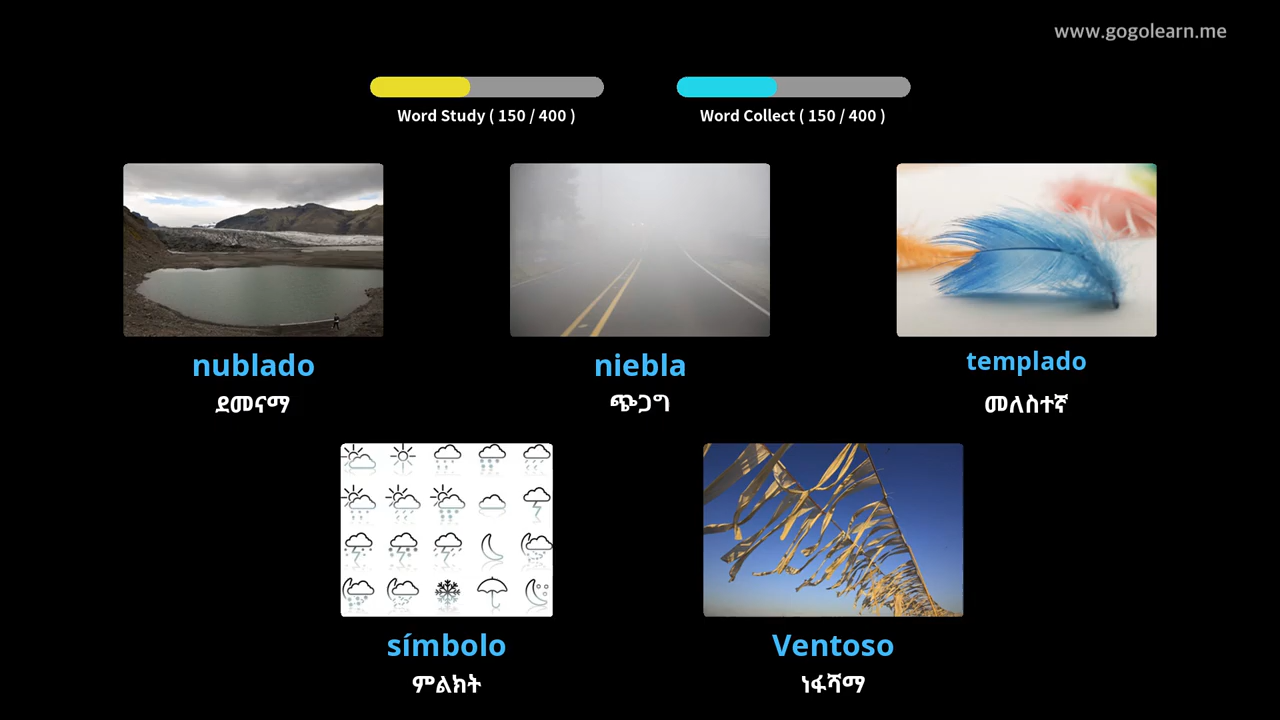 www.gogolearn.me
Word Study ( 150 / 400 )
Word Collect ( 150 / 400 )
nublado
ደመናማ
niebla
ጭጋግ
templado
መለስተኛ
símbolo
ምልክት
Ventoso
ነፋሻማ